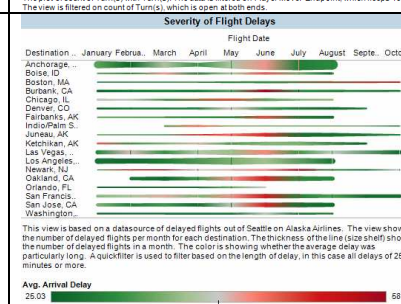 The view is filtered on count of Turn(s), which is open at both ends.
Severity of Flight Delays
Flight Date
Destination .. January Februa.. March April May June July August Septe.. Octo
Anchorage, ..
Boise, ID
Boston, MA
Burbank, CA
Chicago, IL
Denver, CO
Fairbanks, AK
Indio/Palm S..
Juneau, AK
Ketchikan, AK
Las Vegas, ..
Los Angeles,..
Newark, NJ
Oakland, CA
Orlando, FL
San Francis..
San Jose, CA
Washington,..
This view is based on a datasource of delayed flights out of Seattle on Alaska Airlines. The view show
the number of delayed flights per month for each destination. The thickness of the line (size shelf) sho
the number of delayed flights in a month. The color is showing whether the average delay was
particularly long. A quickfilter is used to filter based on the length of delay, in this case all delays of 25
minutes or more.
Avg. Arrival Delay
25.03